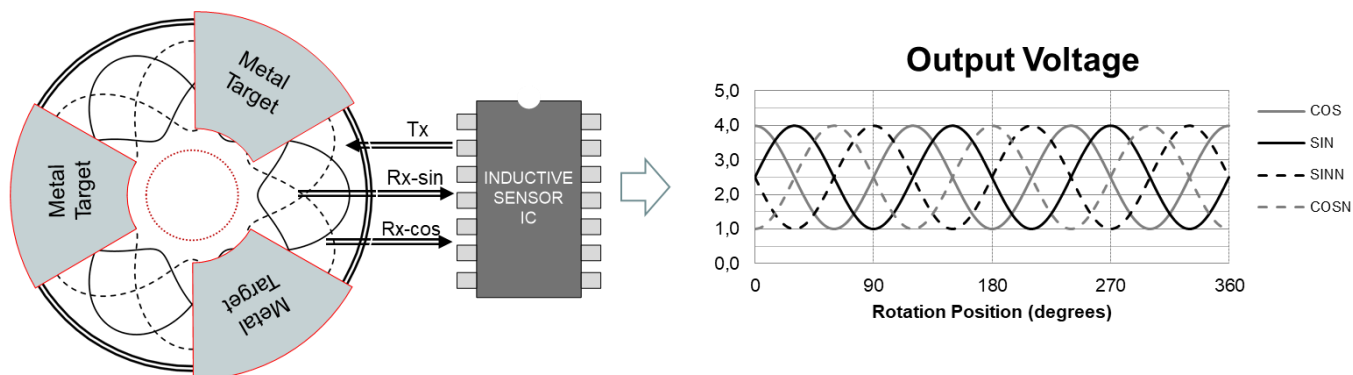 Metal
Target
Metal
Target
Metal
Target
Tx
Rx-sin
Rx-cos
INDUCTIVE
SENSOR
IC
Output Voltage
5,0
4,0
3,0
2,0
1,0
0,0
0 90 180 270 360
Rotation Position (degrees)
COS
SIN
SINN
COSN